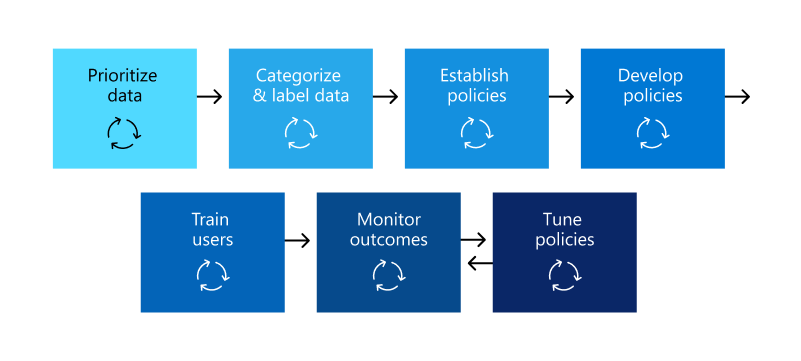 Prioritize
data
Categorize
& label data
Establish
policies
Develop
policies
Train
users
Monitor
outcomes
Tune
policies